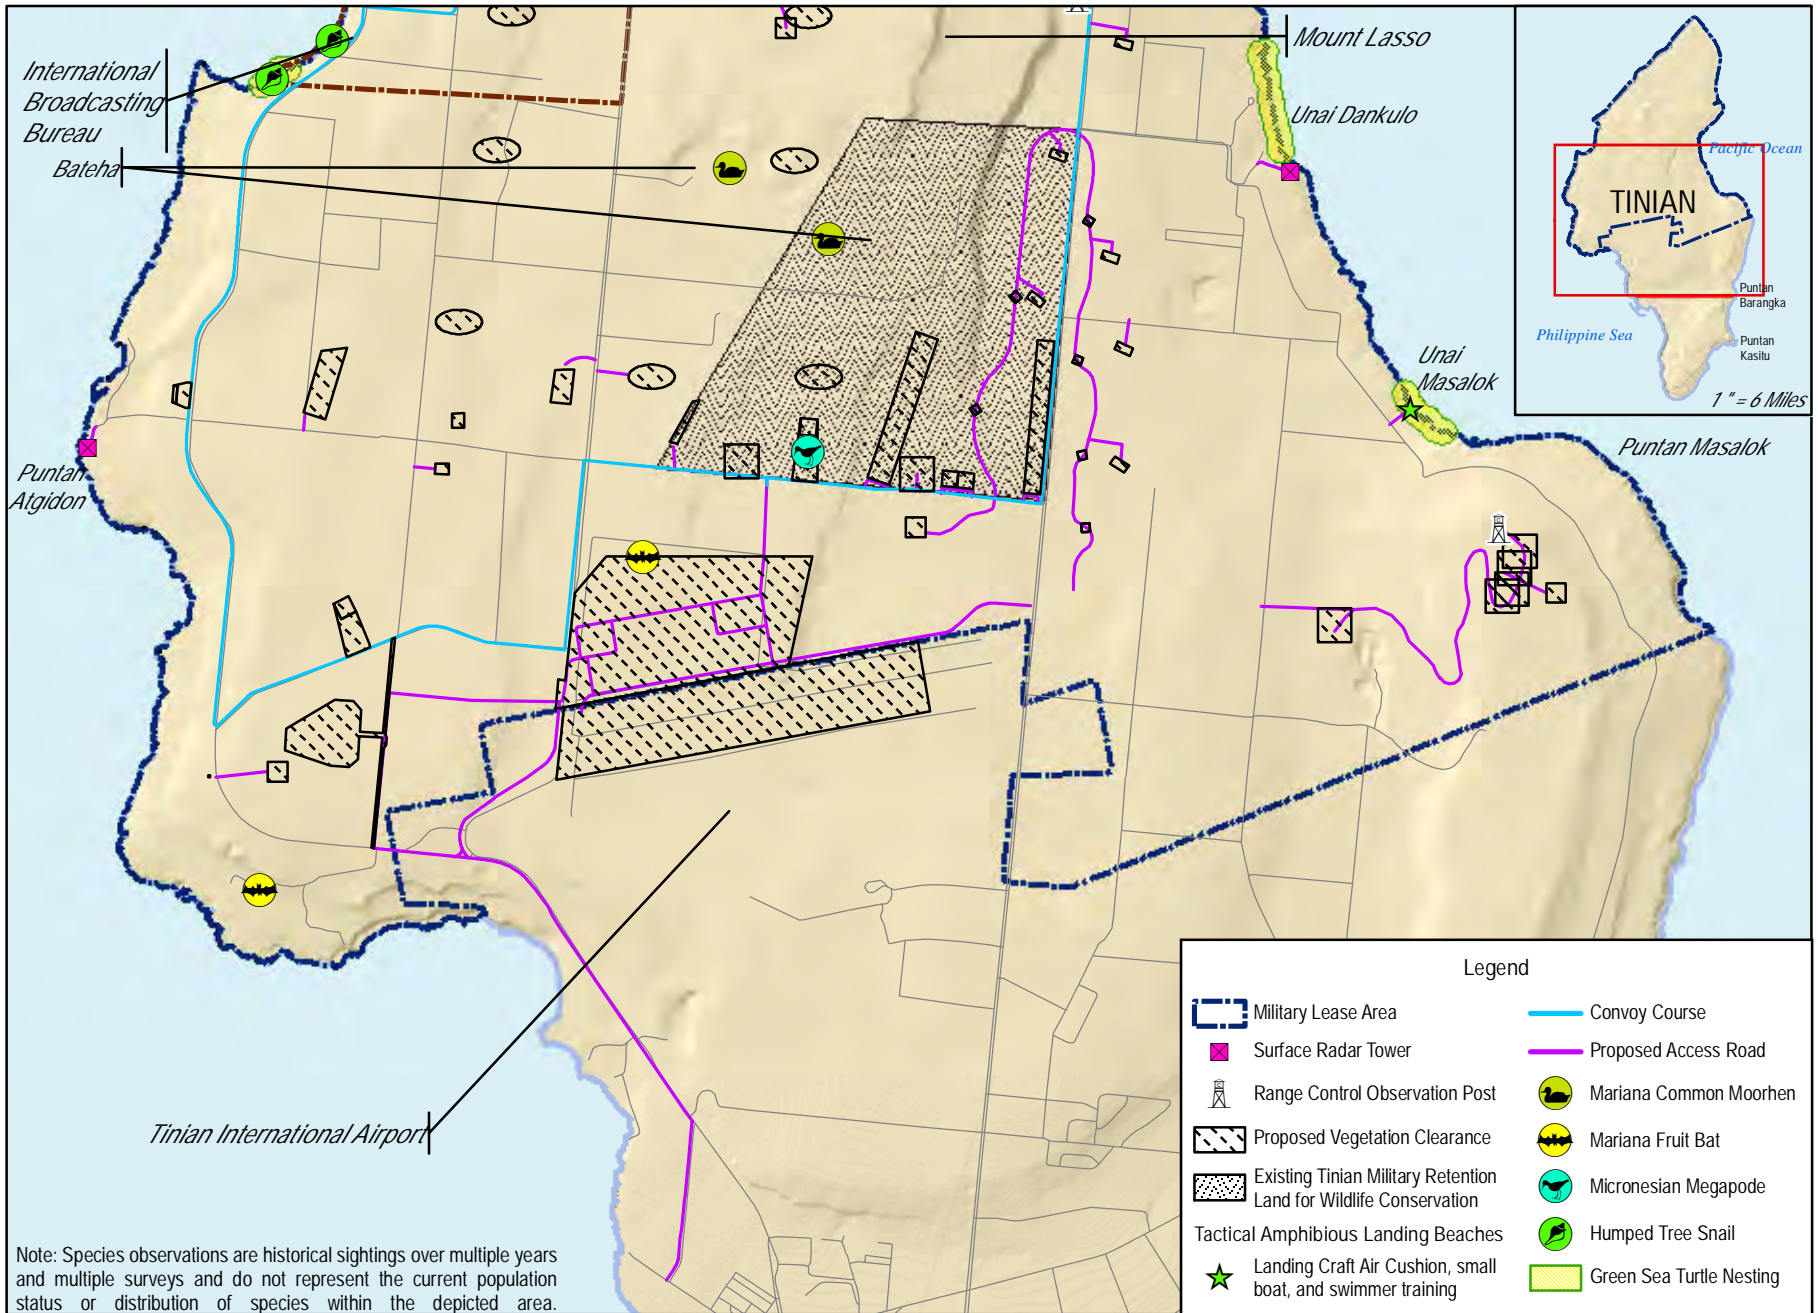 International
Broadcasting
Bureau
Bateha
Mount Lasso
Unai Dankulo
Unai
Masalok
Puntan Masalok
Puntan
Atgidon
Tinian International Airport
Pacific Ocean
TINIAN
Puntan
Barangka
Philippine Sea
Puntan
Kasitu
1 " = 6 Miles
Legend
Military Lease Area
Surface Radar Tower
Range Control Observation Post
Proposed Vegetation Clearance
Existing Tinian Military Retention
Land for Wildlife Conservation
Tactical Amphibious Landing Beaches
Landing Craft Air Cushion, small
boat, and swimmer training
Convoy Course
Proposed Access Road
Mariana Common Moorhen
Mariana Fruit Bat
Micronesian Megapode
Humped Tree Snail
Green Sea Turtle Nesting
Note: Species observations are historical sightings over multiple years
and multiple surveys and do not represent the current population
status or distribution of species within the depicted area.